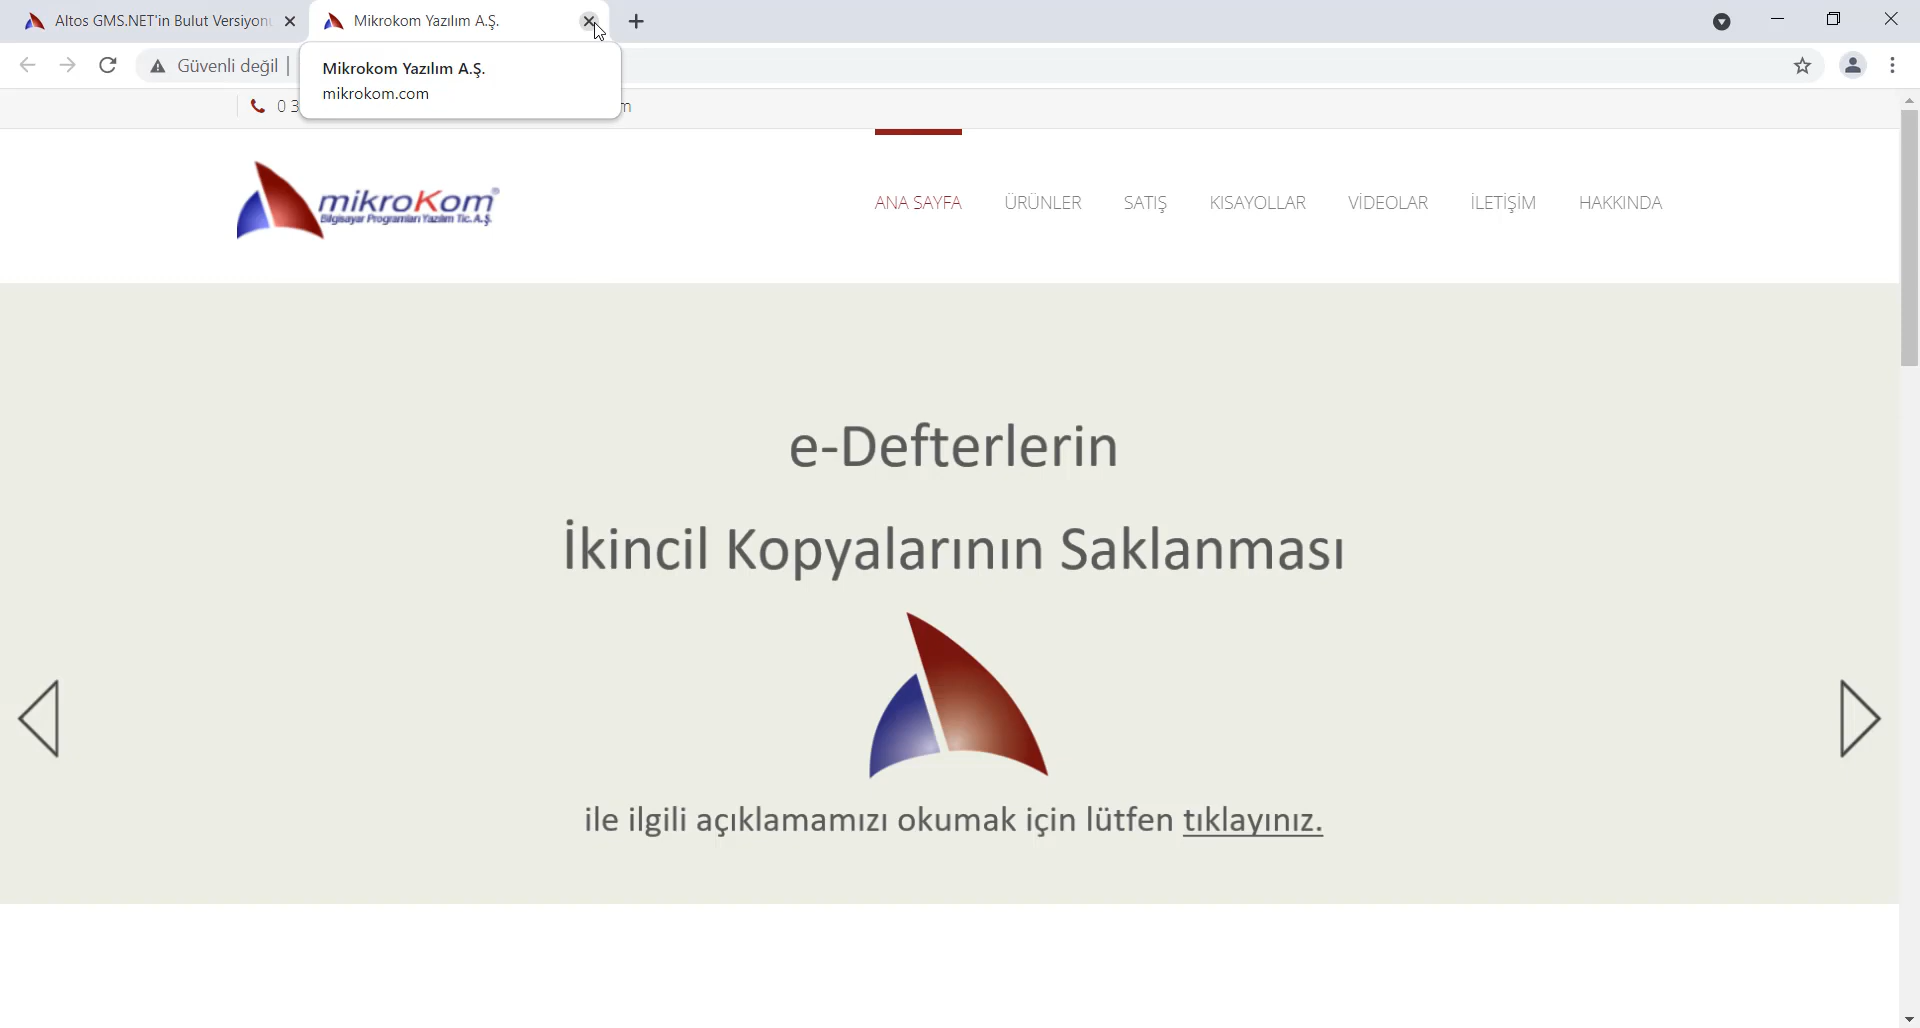 Altos GMS.NET'in Bulut Versiyon
Mikrokom Yazılım A.Ş.
Güvenli değil
Mikrokom Yazılım A.Ş.
mikrokom.com
0 3
m
mikroKom®
Bilgisayar Programları Yazılım Tic. A.Ş.
ANA SAYFA
ÜRÜNLER
SATIŞ
KISAYOLLAR
VİDEOLAR
İLETİŞİM
HAKKINDA
e-Defterlerin
İkincil Kopyalarının Saklanması
ile ilgili açıklamamızı okumak için lütfen tıklayınız.